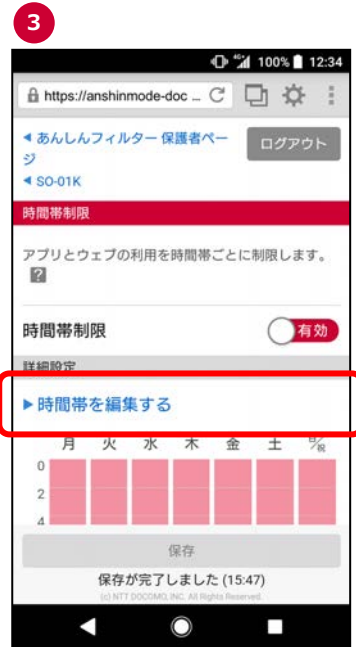 3
4G 100% 12:34
https://anshinmode-doc ...
◀ あんしんフィルター 保護者ペー
ジ
ログアウト
◀ SO-01K
時間帯制限
アプリとウェブの利用を時間帯ごとに制限します。
?
時間帯制限
有効
詳細設定
▶時間帯を編集する
月 火 水 木 金 土 日/祝
0
2
4
保存
保存が完了しました (15:47)
(c) NTT DOCOMO, INC. All Rights Reserved.